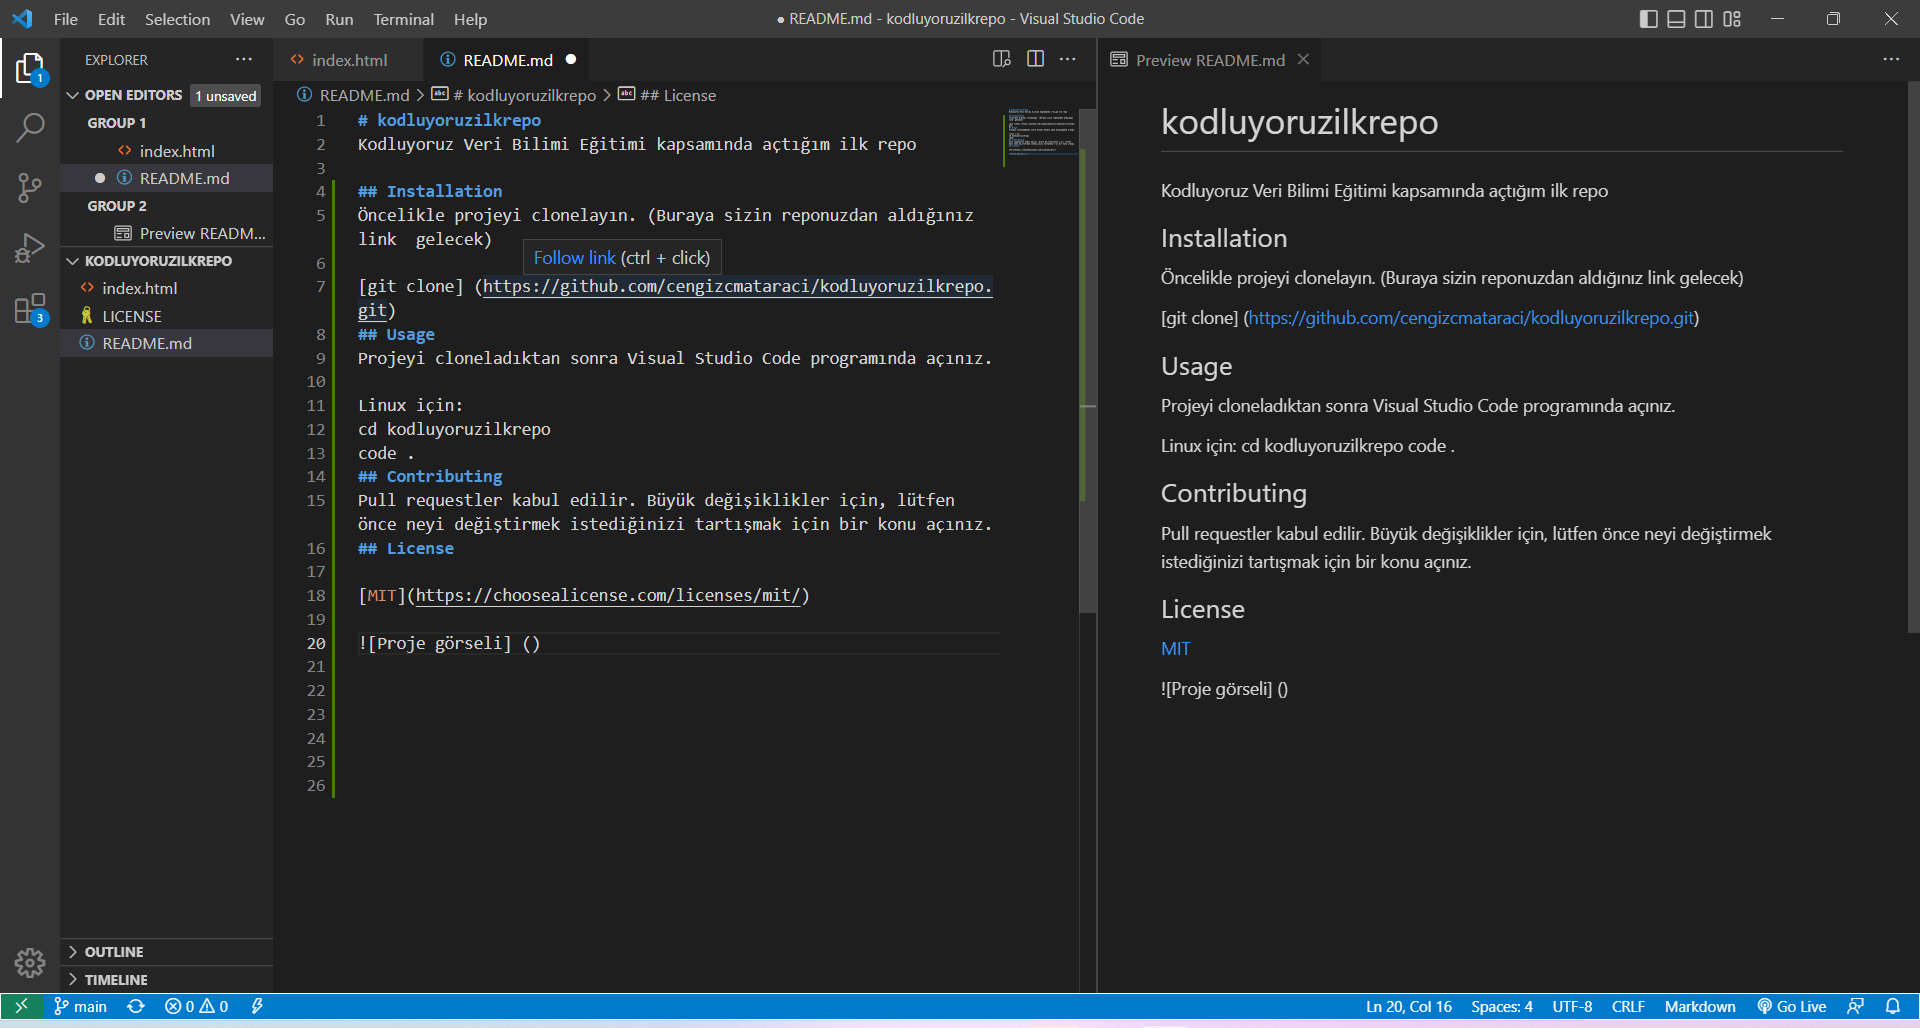 File Edit Selection View Go Run Terminal Help
● README.md - kodluyoruzilkrepo - Visual Studio Code
1
3
EXPLORER
OPEN EDITORS 1 unsaved
GROUP 1
index.html
README.md
GROUP 2
Preview READM...
KODLUYORUZILKREPO
index.html
LICENSE
README.md
OUTLINE
TIMELINE
index.html
README.md
README.md > # kodluyoruzilkrepo > ## License
1 # kodluyoruzilkrepo
2 Kodluyoruz Veri Bilimi Eğitimi kapsamında açtığım ilk repo
3
4 ## Installation
5 Öncelikle projeyi clonelayın. (Buraya sizin reponuzdan aldığınız
link  gelecek)
Follow link (ctrl + click)
6
7 [git clone] (https://github.com/cengizcmataraci/kodluyoruzilkrepo.
git)
8 ## Usage
9 Projeyi cloneladıktan sonra Visual Studio Code programında açınız.
10
11 Linux için:
12 cd kodluyoruzilkrepo
13 code .
14 ## Contributing
15 Pull requestler kabul edilir. Büyük değişiklikler için, lütfen
önce neyi değiştirmek istediğinizi tartışmak için bir konu açınız.
16 ## License
17
18 [MIT](https://choosealicense.com/licenses/mit/)
19
20 ![Proje görseli] ()
21
22
23
24
25
26
Preview README.md
kodluyoruzilkrepo
Kodluyoruz Veri Bilimi Eğitimi kapsamında açtığım ilk repo
Installation
Öncelikle projeyi clonelayın. (Buraya sizin reponuzdan aldığınız link gelecek)
[git clone] (https://github.com/cengizcmataraci/kodluyoruzilkrepo.git)
Usage
Projeyi cloneladıktan sonra Visual Studio Code programında açınız.
Linux için: cd kodluyoruzilkrepo code .
Contributing
Pull requestler kabul edilir. Büyük değişiklikler için, lütfen önce neyi değiştirmek
istediğinizi tartışmak için bir konu açınız.
License
MIT
![Proje görseli] ()
main 0 0
Ln 20, Col 16 Spaces: 4 UTF-8 CRLF Markdown Go Live